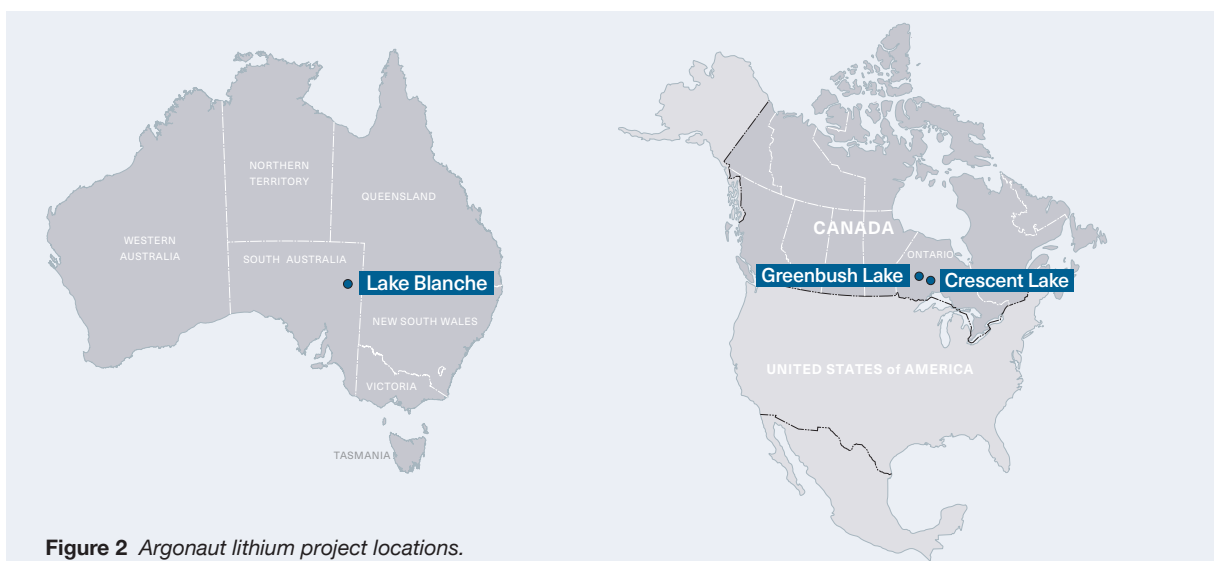 NORTHERN
TERRITORY
QUEENSLAND
WESTERN
AUSTRALIA
SOUTH AUSTRALIA
Lake Blanche
NEW SOUTH WALES
VICTORIA
TASMANIA
CANADA
ONTARIO
Greenbush Lake
Crescent Lake
UNITED STATES of AMERICA
Figure 2 Argonaut lithium project locations.